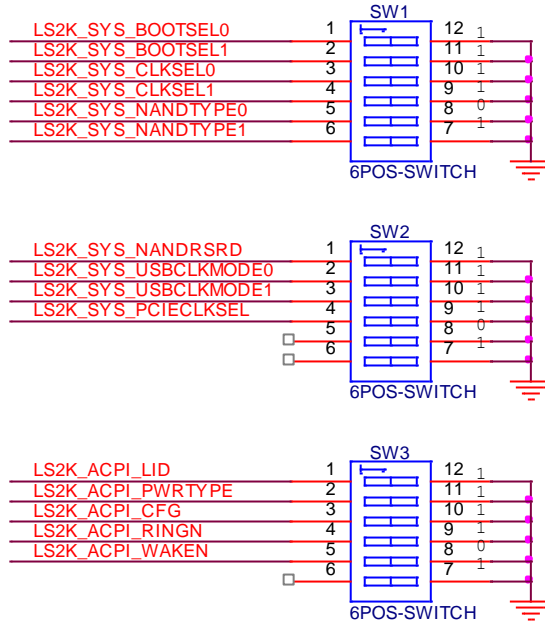 SW1
LS2K_SYS_BOOTSEL0 1 12 1
LS2K_SYS_BOOTSEL1 2 11 1
LS2K_SYS_CLKSEL0 3 10 1
LS2K_SYS_CLKSEL1 4 9 1
LS2K_SYS_NANDTYPE0 5 8 0
LS2K_SYS_NANDTYPE1 6 7 1
6POS-SWITCH
SW2
LS2K_SYS_NANDRSRD 1 12 1
LS2K_SYS_USBCLKMODE0 2 11 1
LS2K_SYS_USBCLKMODE1 3 10 1
LS2K_SYS_PCIECLKSEL 4 9 1
5 8 0
6 7 1
6POS-SWITCH
SW3
LS2K_ACPI_LID 1 12 1
LS2K_ACPI_PWRTYPE 2 11 1
LS2K_ACPI_CFG 3 10 1
LS2K_ACPI_RINGN 4 9 1
LS2K_ACPI_WAKEN 5 8 0
6 7 1
6POS-SWITCH